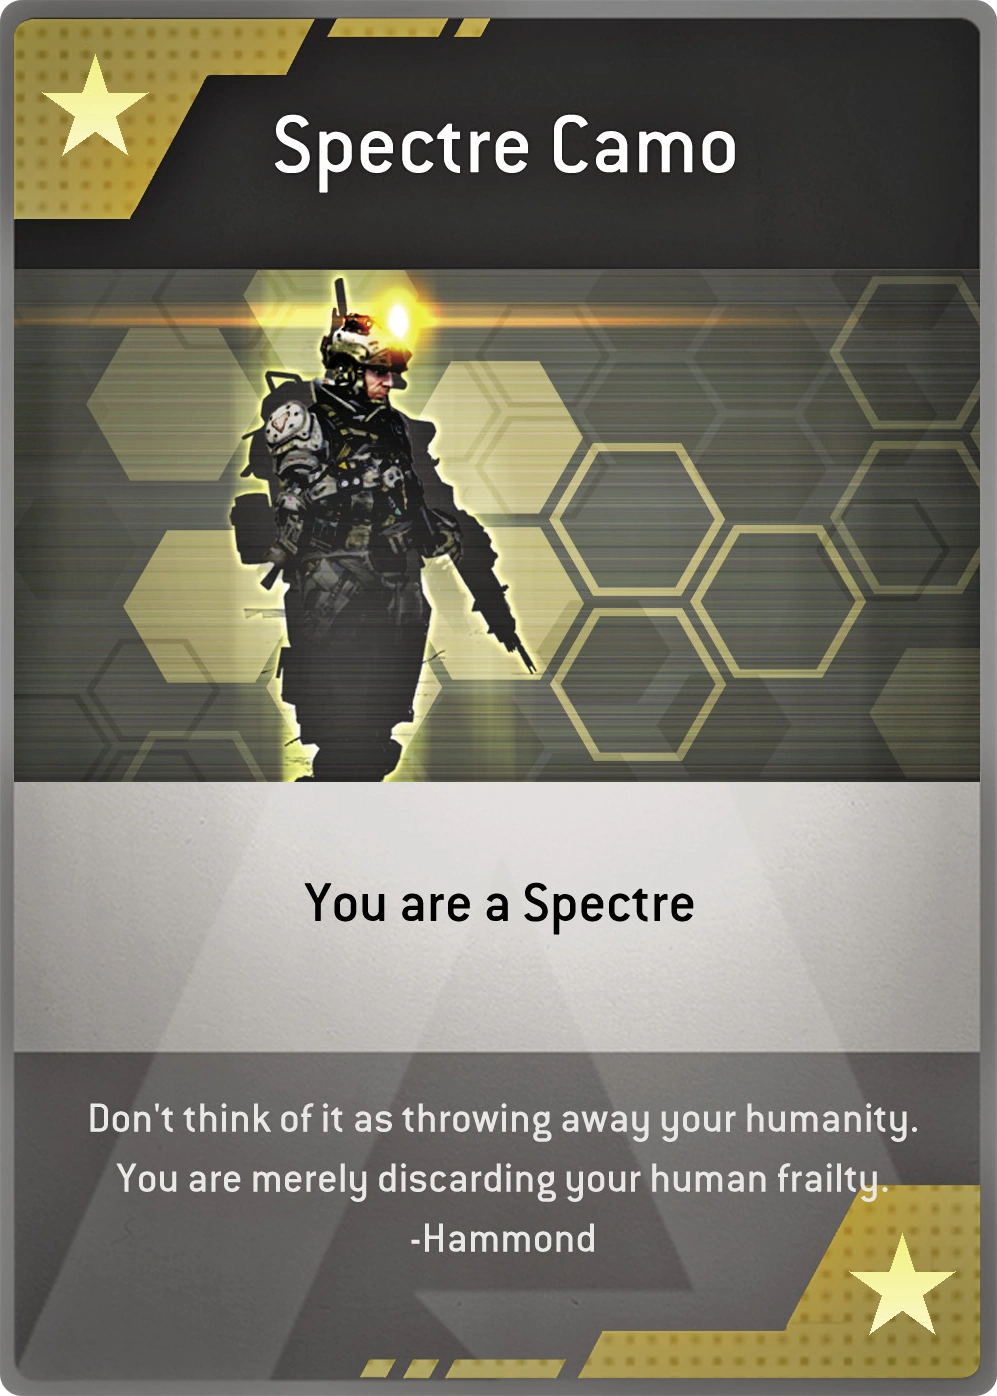 Spectre Camo
You are a Spectre
Don't think of it as throwing away your humanity.
You are merely discarding your human frailty.
-Hammond